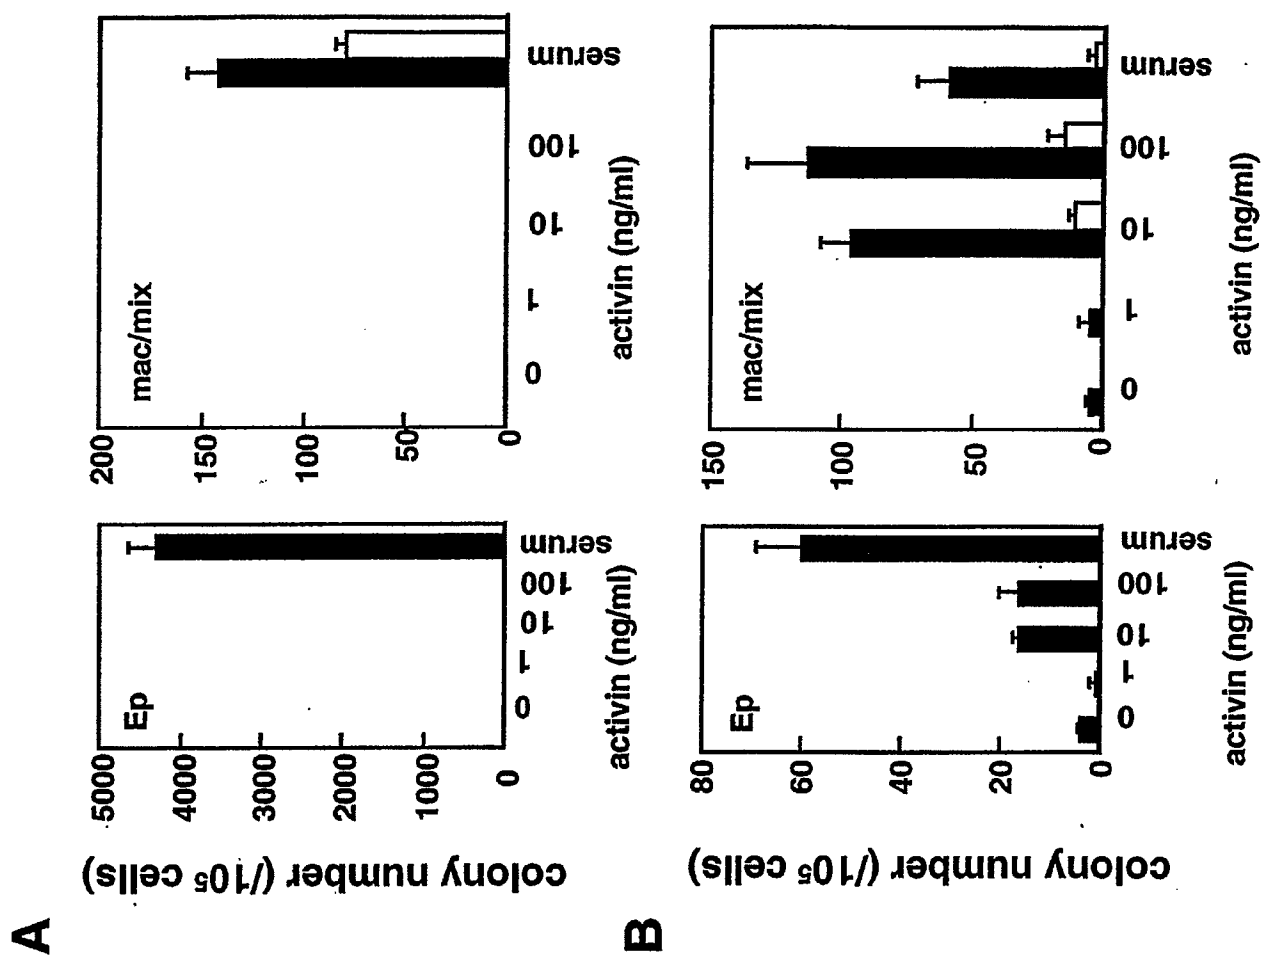 A
colony number (/10⁵ cells)
5000
4000
3000
2000
1000
0
Ep
0
1
10
100
serum
activin (ng/ml)
200
150
100
50
0
mac/mix
0
1
10
100
serum
activin (ng/ml)
B
colony number (/10⁵ cells)
80
60
40
20
0
Ep
0
1
10
100
serum
activin (ng/ml)
150
100
50
0
mac/mix
0
1
10
100
serum
activin (ng/ml)